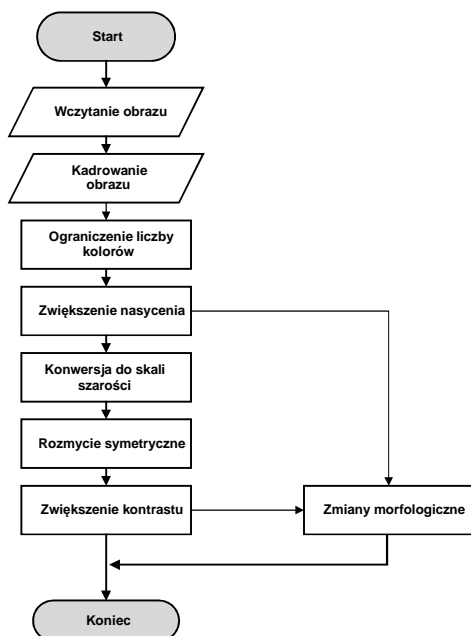 Start
Wczytanie obrazu
Kadrowanie
obrazu
Ograniczenie liczby
kolorów
Zwiększenie nasycenia
Konwersja do skali
szarości
Rozmycie symetryczne
Zwiększenie kontrastu
Zmiany morfologiczne
Koniec